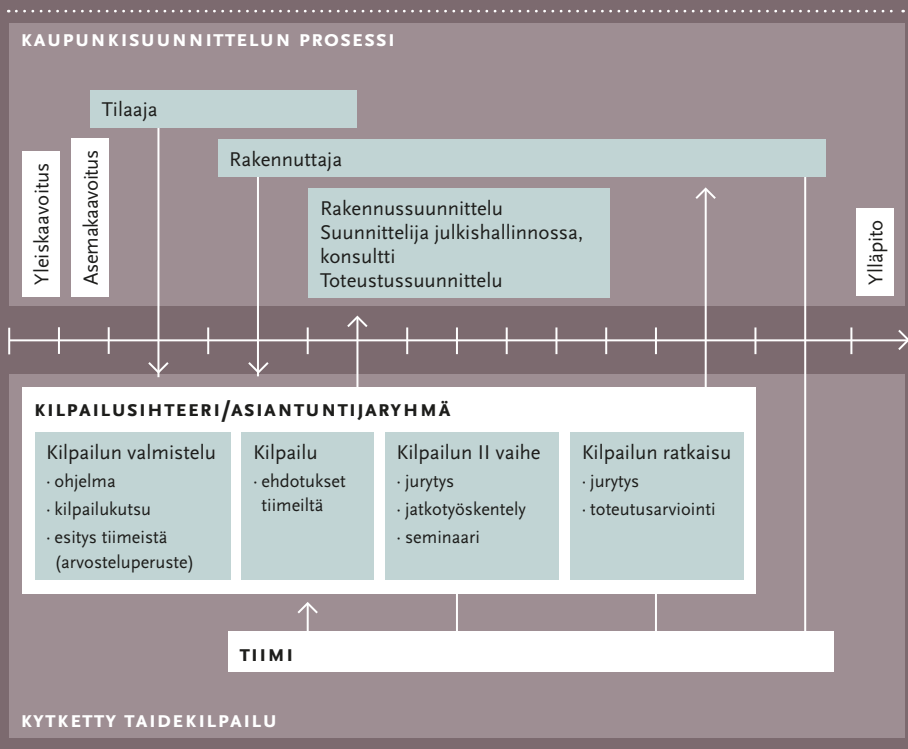 KAUPUNKISUUNNITTELUN PROSESSI
Tilaaja
Rakennuttaja
Yleiskaavoitus
Asemakaavoitus
Rakennussuunnittelu
Suunnittelija julkishallinnossa,
konsultti
Toteustussuunnittelu
Ylläpito
KILPAILUSIHTEERI/ASIANTUNTIJARYHMÄ
Kilpailun valmistelu
· ohjelma
· kilpailukutsu
· esitys tiimeistä
(arvosteluperuste)
Kilpailu
· ehdotukset
tiimeiltä
Kilpailun II vaihe
· jurytys
· jatkotyöskentely
· seminaari
Kilpailun ratkaisu
· jurytys
· toteutusarviointi
TIIMI
KYTKETTY TAIDEKILPAILU